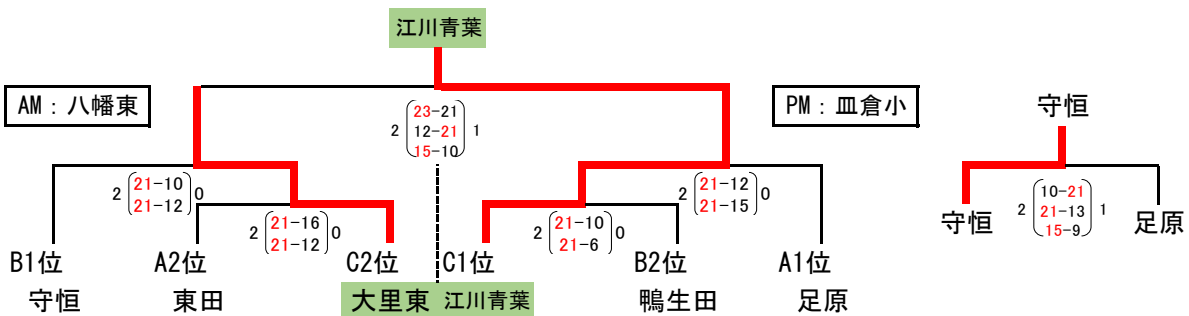 江川青葉
AM：八幡東
PM：皿倉小
守恒
23-21
2 12-21 1
15-10
21-10
2 0
21-12
21-16
2 0
21-12
21-10
2 0
21-6
21-12
2 0
21-15
10-21
2 21-13 1
15-9
守恒 足原
B1位 A2位 C2位 C1位 B2位 A1位
守恒 東田 大里東 江川青葉 鴨生田 足原